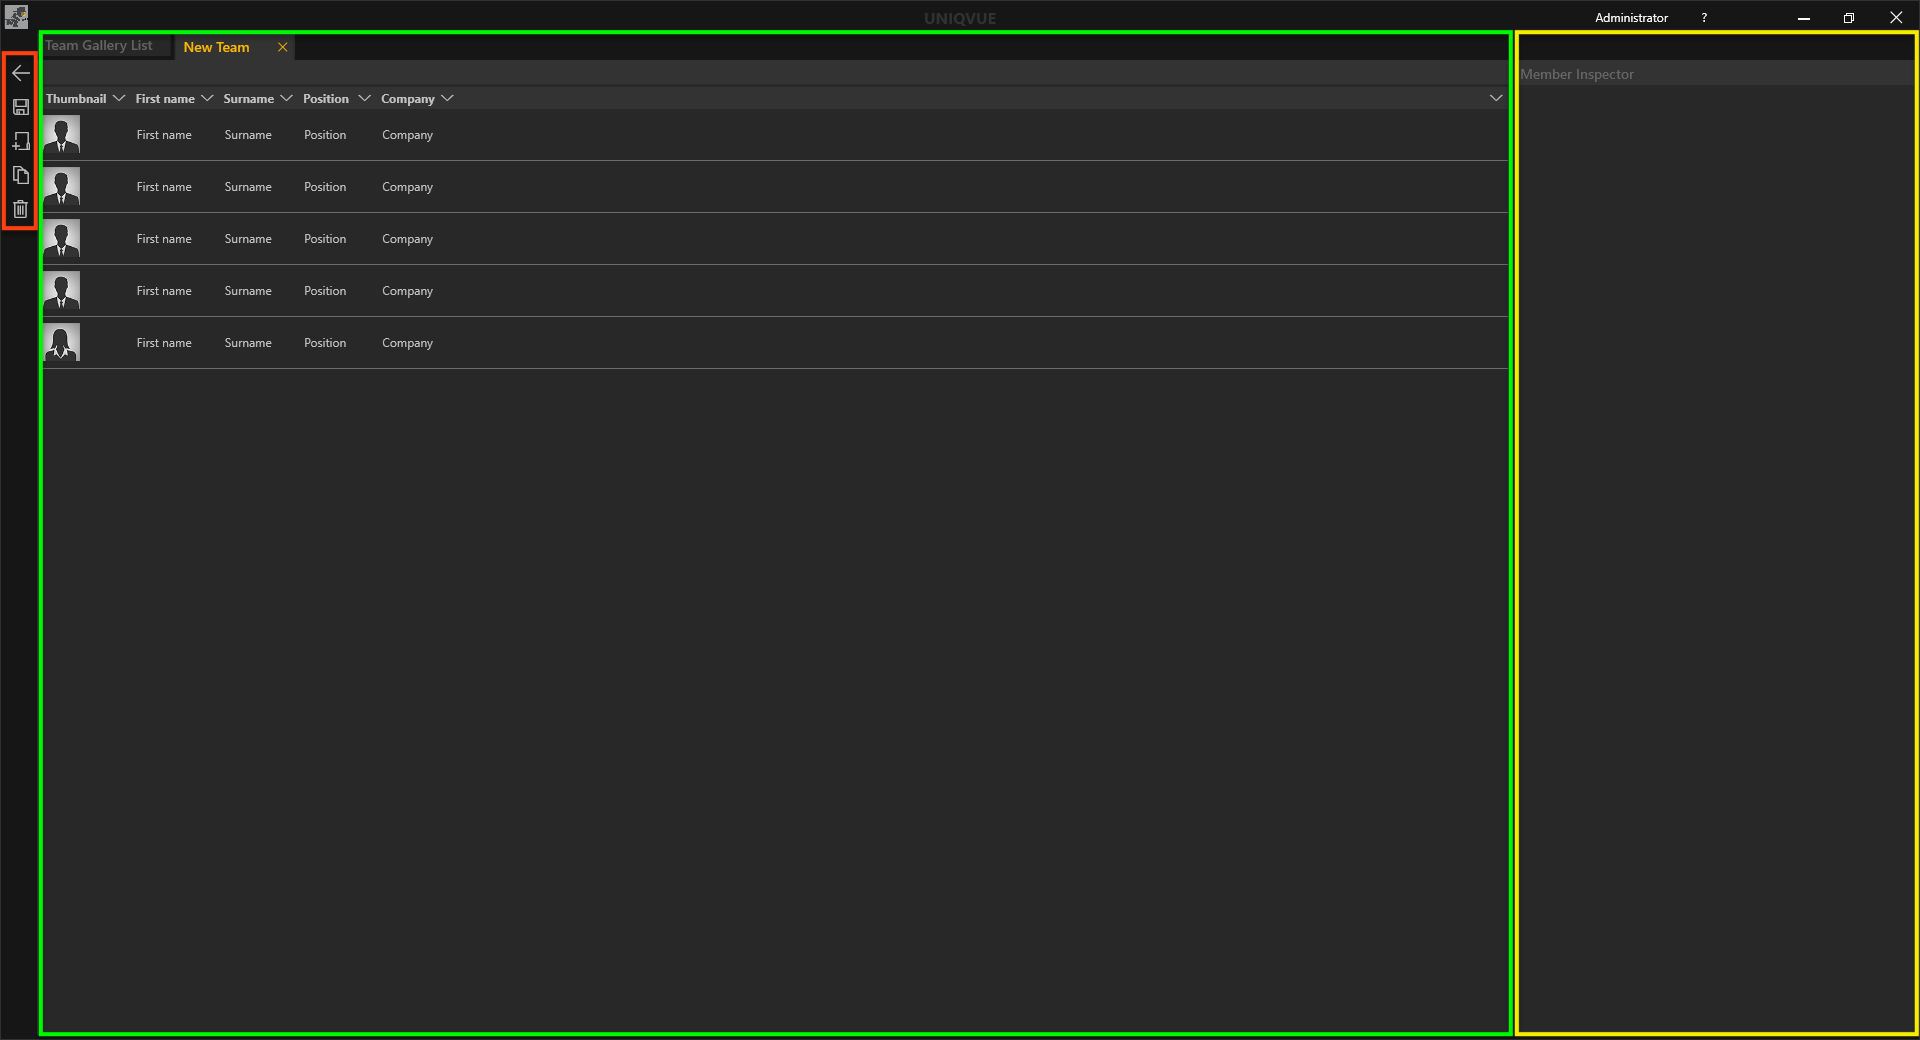 UNIQVUE
Administrator ?
Team Gallery List New Team
Member Inspector
Thumbnail First name Surname Position Company
First name Surname Position Company
First name Surname Position Company
First name Surname Position Company
First name Surname Position Company
First name Surname Position Company